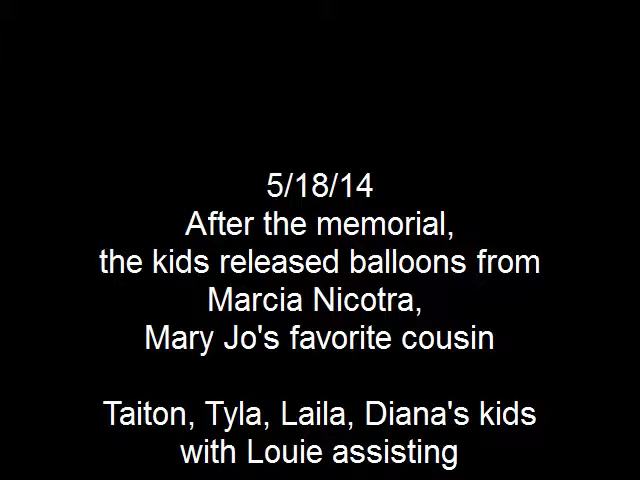 5/18/14
After the memorial,
the kids released balloons from
Marcia Nicotra,
Mary Jo's favorite cousin
Taiton, Tyla, Laila, Diana's kids
with Louie assisting